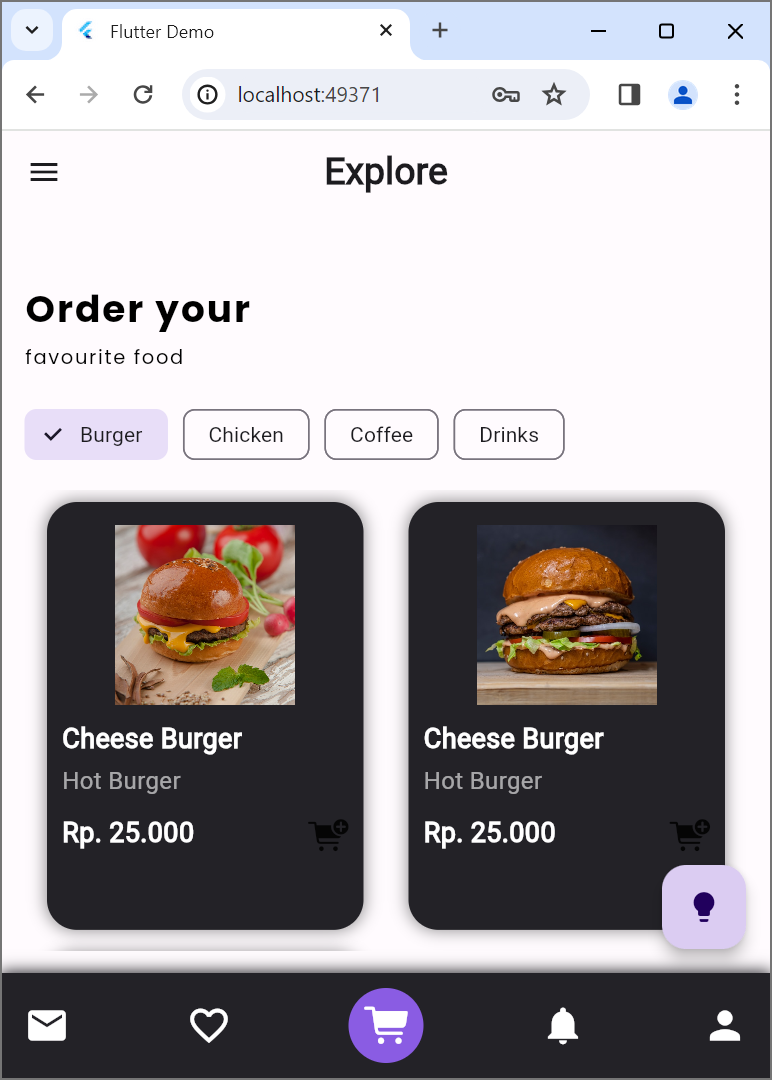 Flutter Demo
localhost:49371
Explore
Order your
favourite food
Burger Chicken Coffee Drinks
Cheese Burger
Hot Burger
Rp. 25.000
Cheese Burger
Hot Burger
Rp. 25.000